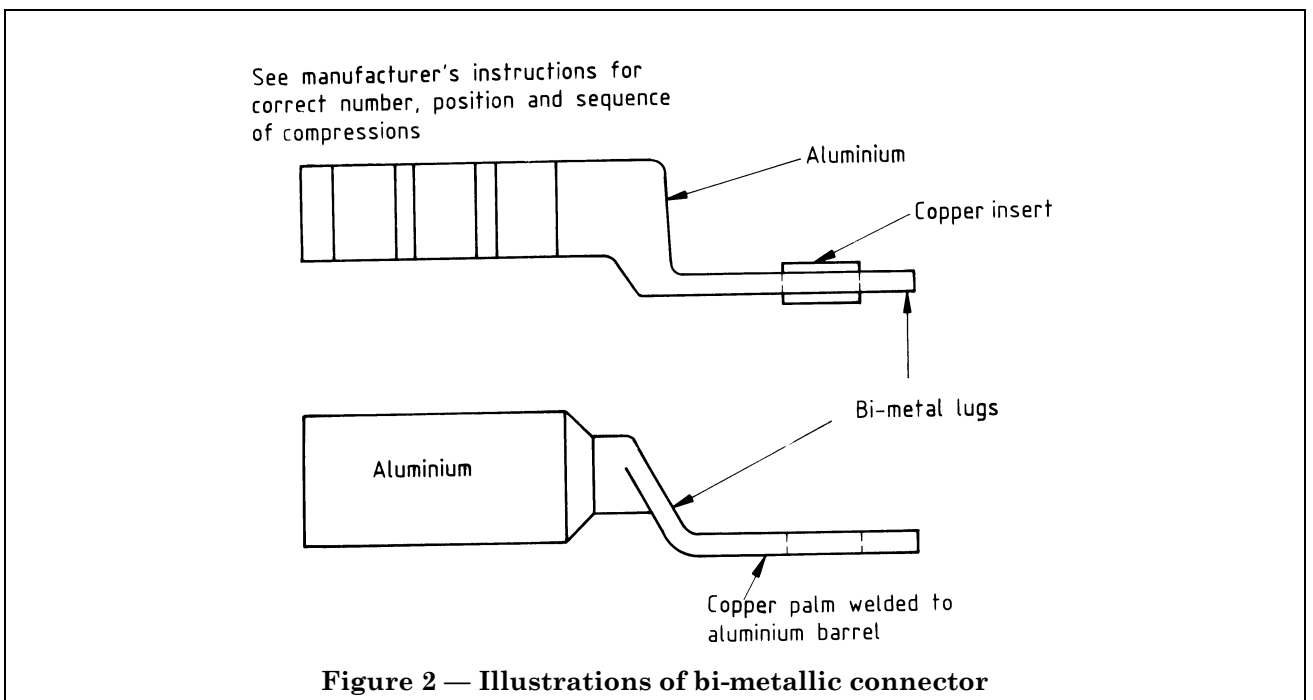 See manufacturer's instructions for
correct number, position and sequence
of compressions
Aluminium
Copper insert
Bi-metal lugs
Aluminium
Copper palm welded to
aluminium barrel
Figure 2 — Illustrations of bi-metallic connector